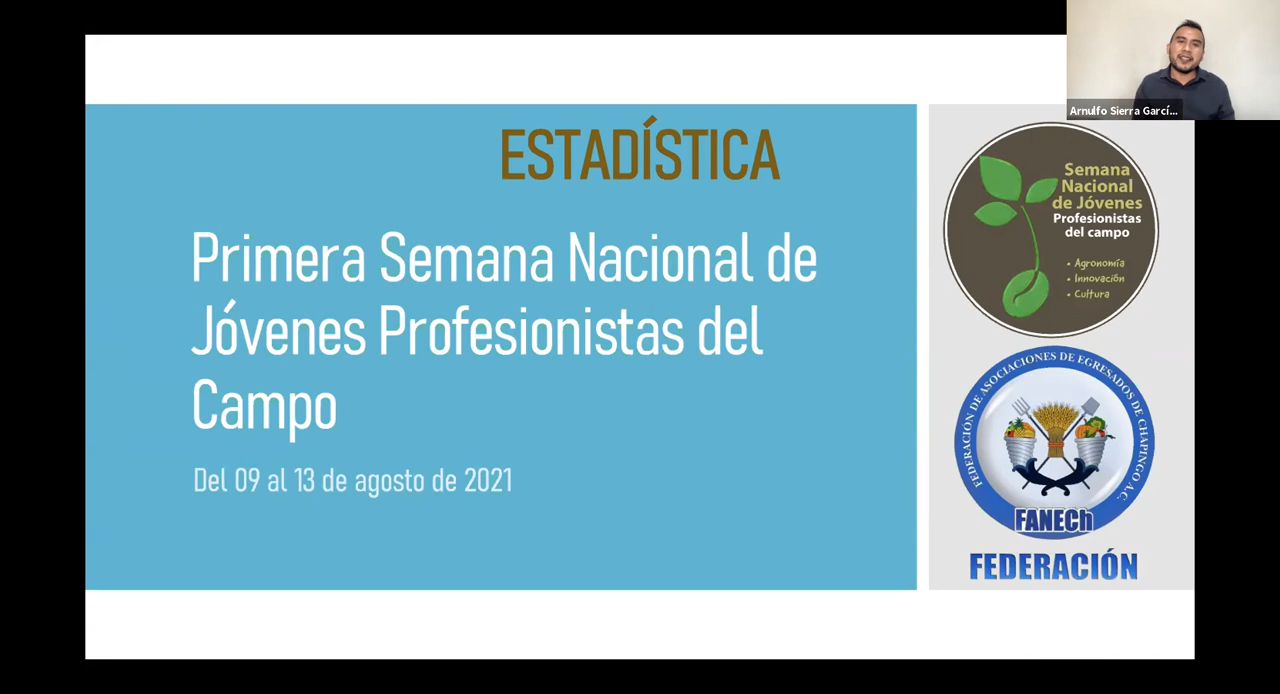 Arnulfo Sierra Garcí...
ESTADÍSTICA
Primera Semana Nacional de
Jóvenes Profesionistas del
Campo
Del 09 al 13 de agosto de 2021
Semana
Nacional
de Jóvenes
Profesionistas
del campo
• Agronomía
• Innovación
• Cultura
FEDERACIÓN DE ASOCIACIONES DE EGRESADOS DE CHAPINGO A.C.
FANECh
FEDERACIÓN